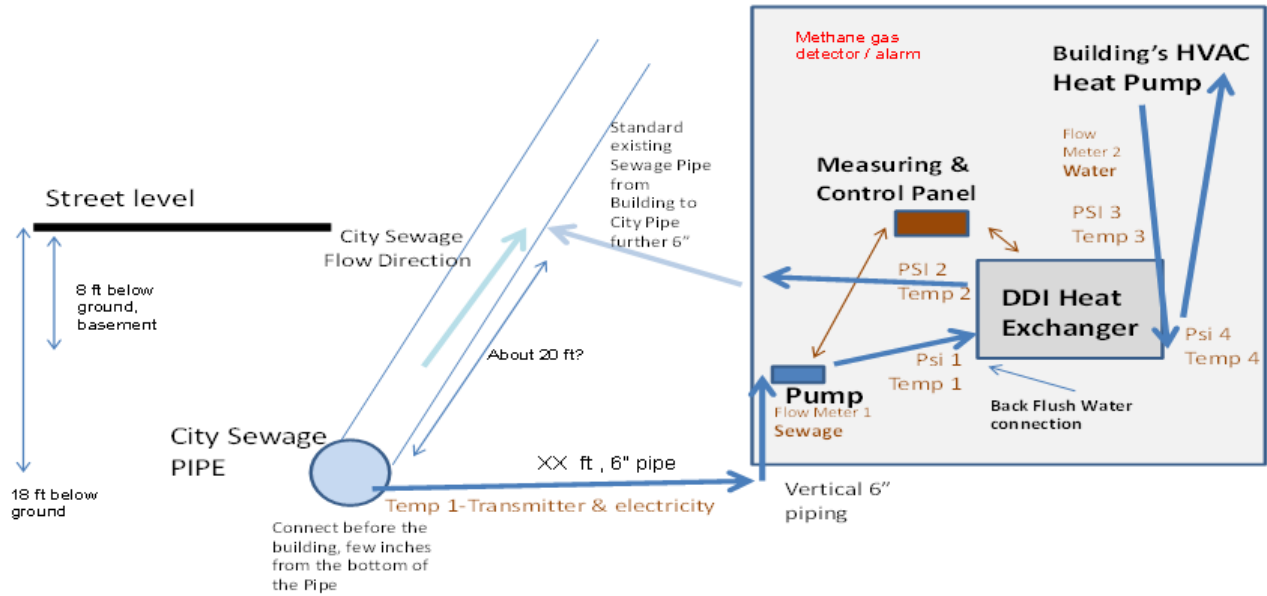 Methane gas
detector / alarm
Building's HVAC
Heat Pump
Standard
existing
Sewage Pipe
from
Building to
City Pipe
further 6"
Flow
Meter 2
Water
Measuring &
Control Panel
Street level
City Sewage
Flow Direction
PSI 3
Temp 3
PSI 2
Temp 2
8 ft below
ground,
basement
DDI Heat
Exchanger
About 20 ft?
Psi 4
Temp 4
Psi 1
Temp 1
Pump
Flow Meter 1
Sewage
Back Flush Water
connection
City Sewage
PIPE
XX ft , 6" pipe
18 ft below
ground
Temp 1-Transmitter & electricity
Vertical 6"
piping
Connect before the
building, few inches
from the bottom of
the Pipe